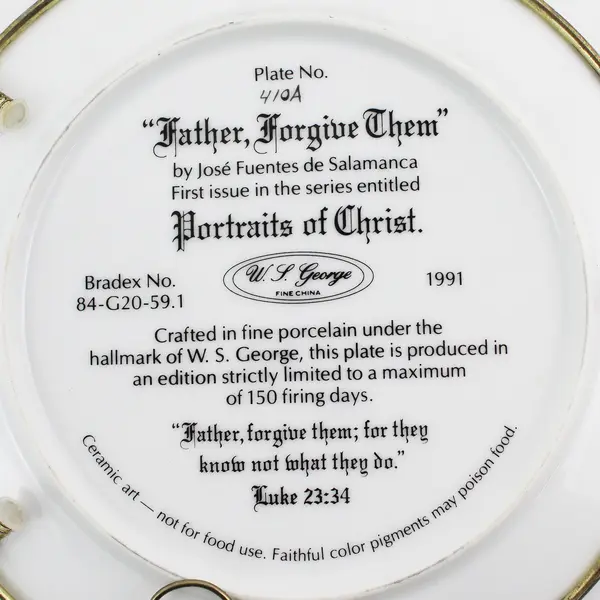 Plate No.
410A
“Father, Forgive Them”
by José Fuentes de Salamanca
First issue in the series entitled
Portraits of Christ.
Bradex No.
84-G20-59.1
W. S. George
FINE CHINA
1991
Crafted in fine porcelain under the
hallmark of W. S. George, this plate is produced in
an edition strictly limited to a maximum
of 150 firing days.
“Father, forgive them; for they
know not what they do.”
Luke 23:34
Ceramic art — not for food use. Faithful color pigments may poison food.